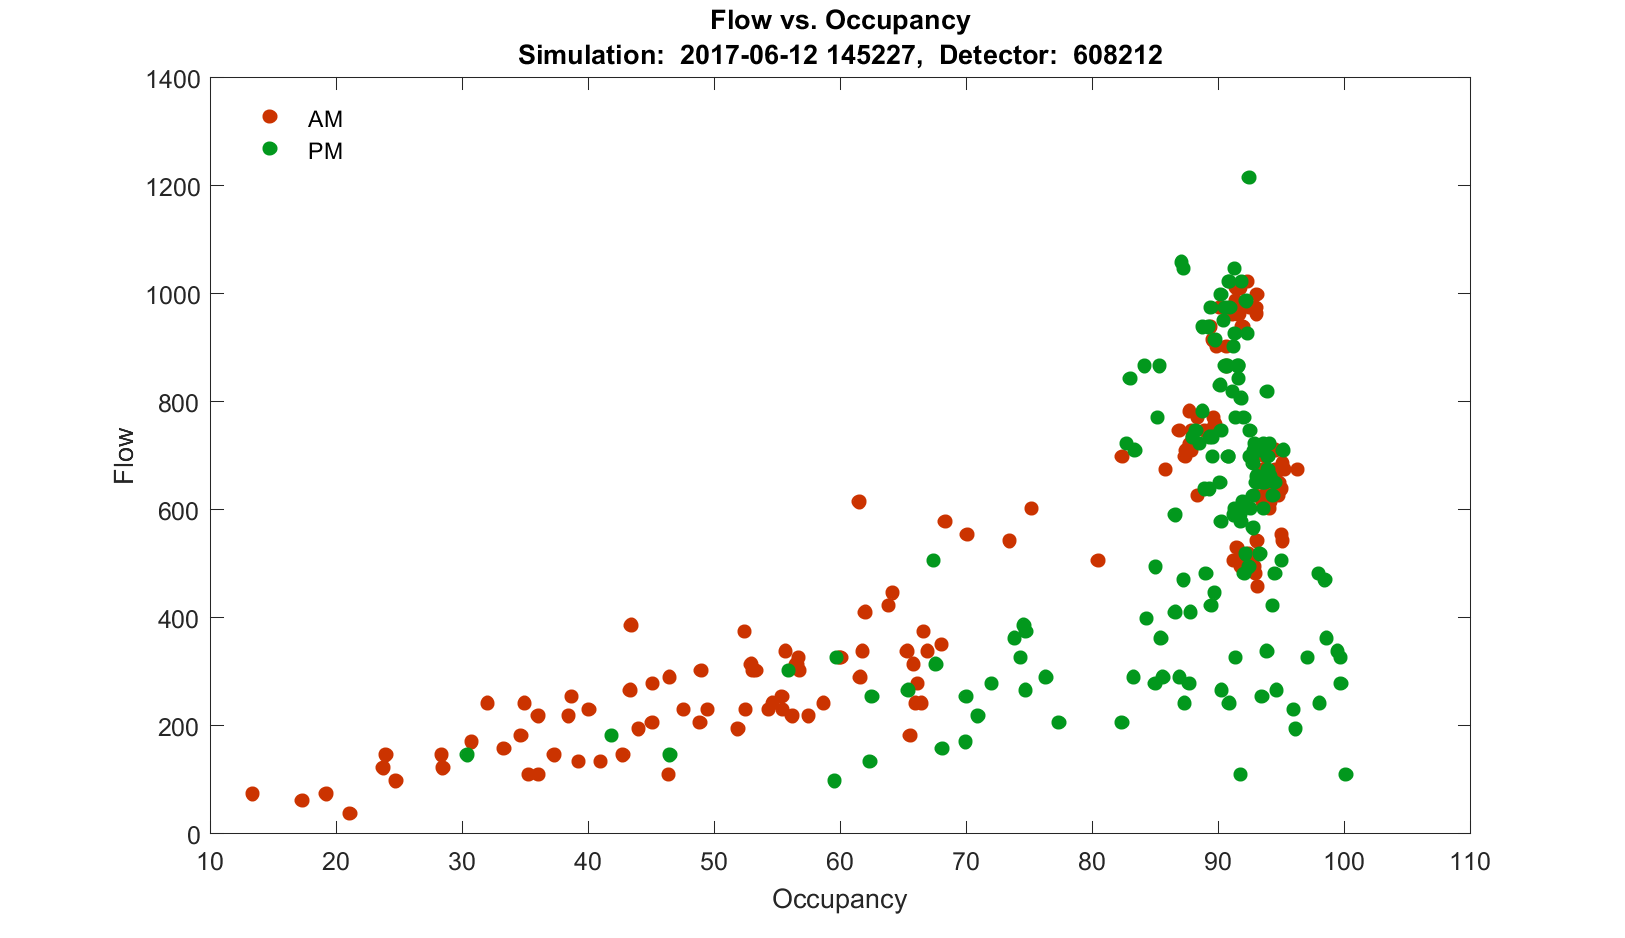 Flow vs. Occupancy
Simulation:  2017-06-12 145227,  Detector:  608212
1400
1200
1000
800
600
400
200
0
Flow
AM
PM
10 20 30 40 50 60 70 80 90 100 110
Occupancy